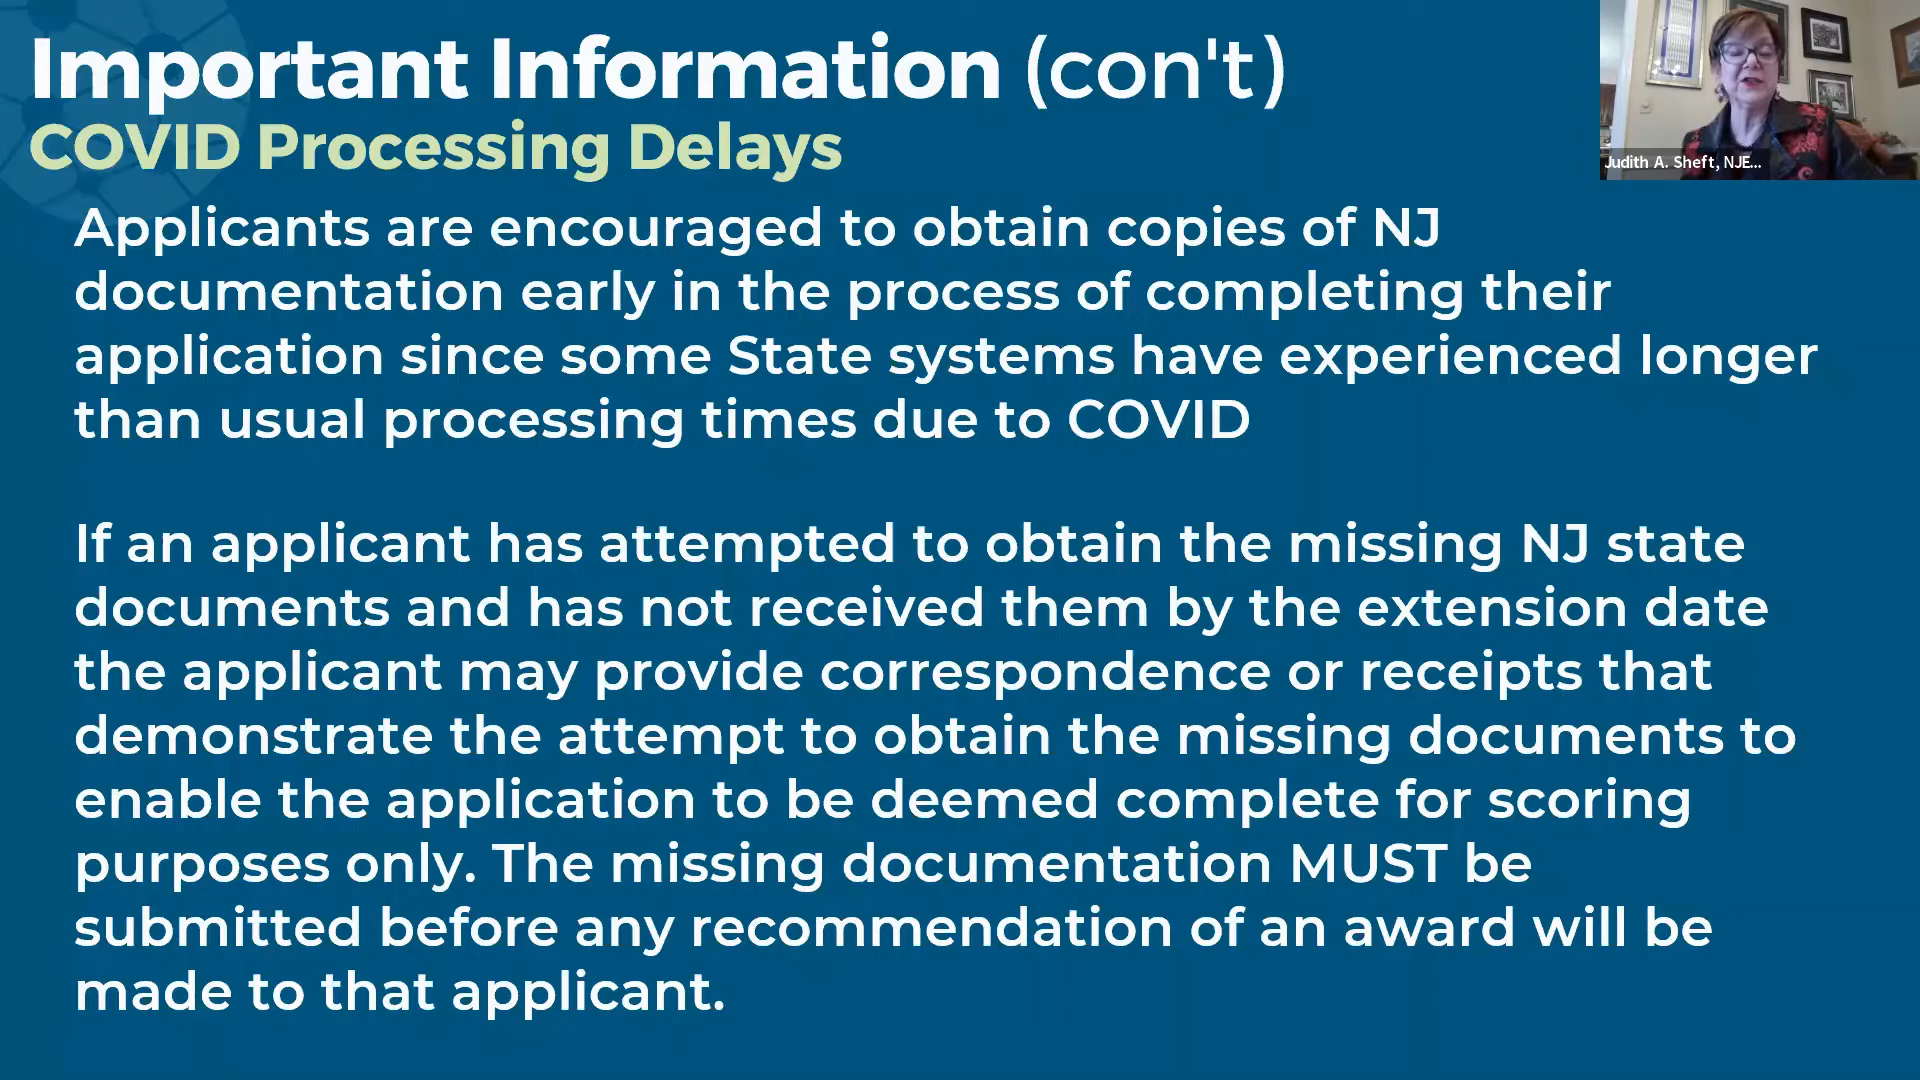 Important Information (con't)
COVID Processing Delays
Judith A. Sheft, NJE...
Applicants are encouraged to obtain copies of NJ
documentation early in the process of completing their
application since some State systems have experienced longer
than usual processing times due to COVID
If an applicant has attempted to obtain the missing NJ state
documents and has not received them by the extension date
the applicant may provide correspondence or receipts that
demonstrate the attempt to obtain the missing documents to
enable the application to be deemed complete for scoring
purposes only. The missing documentation MUST be
submitted before any recommendation of an award will be
made to that applicant.